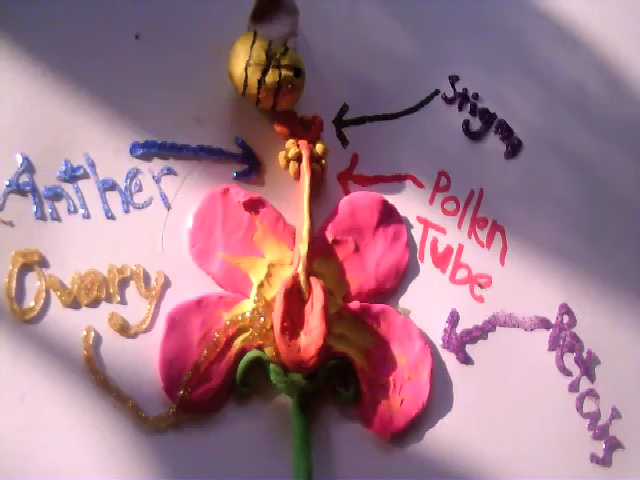 Stigma
Anther
Pollen
Tube
Ovary
Petals